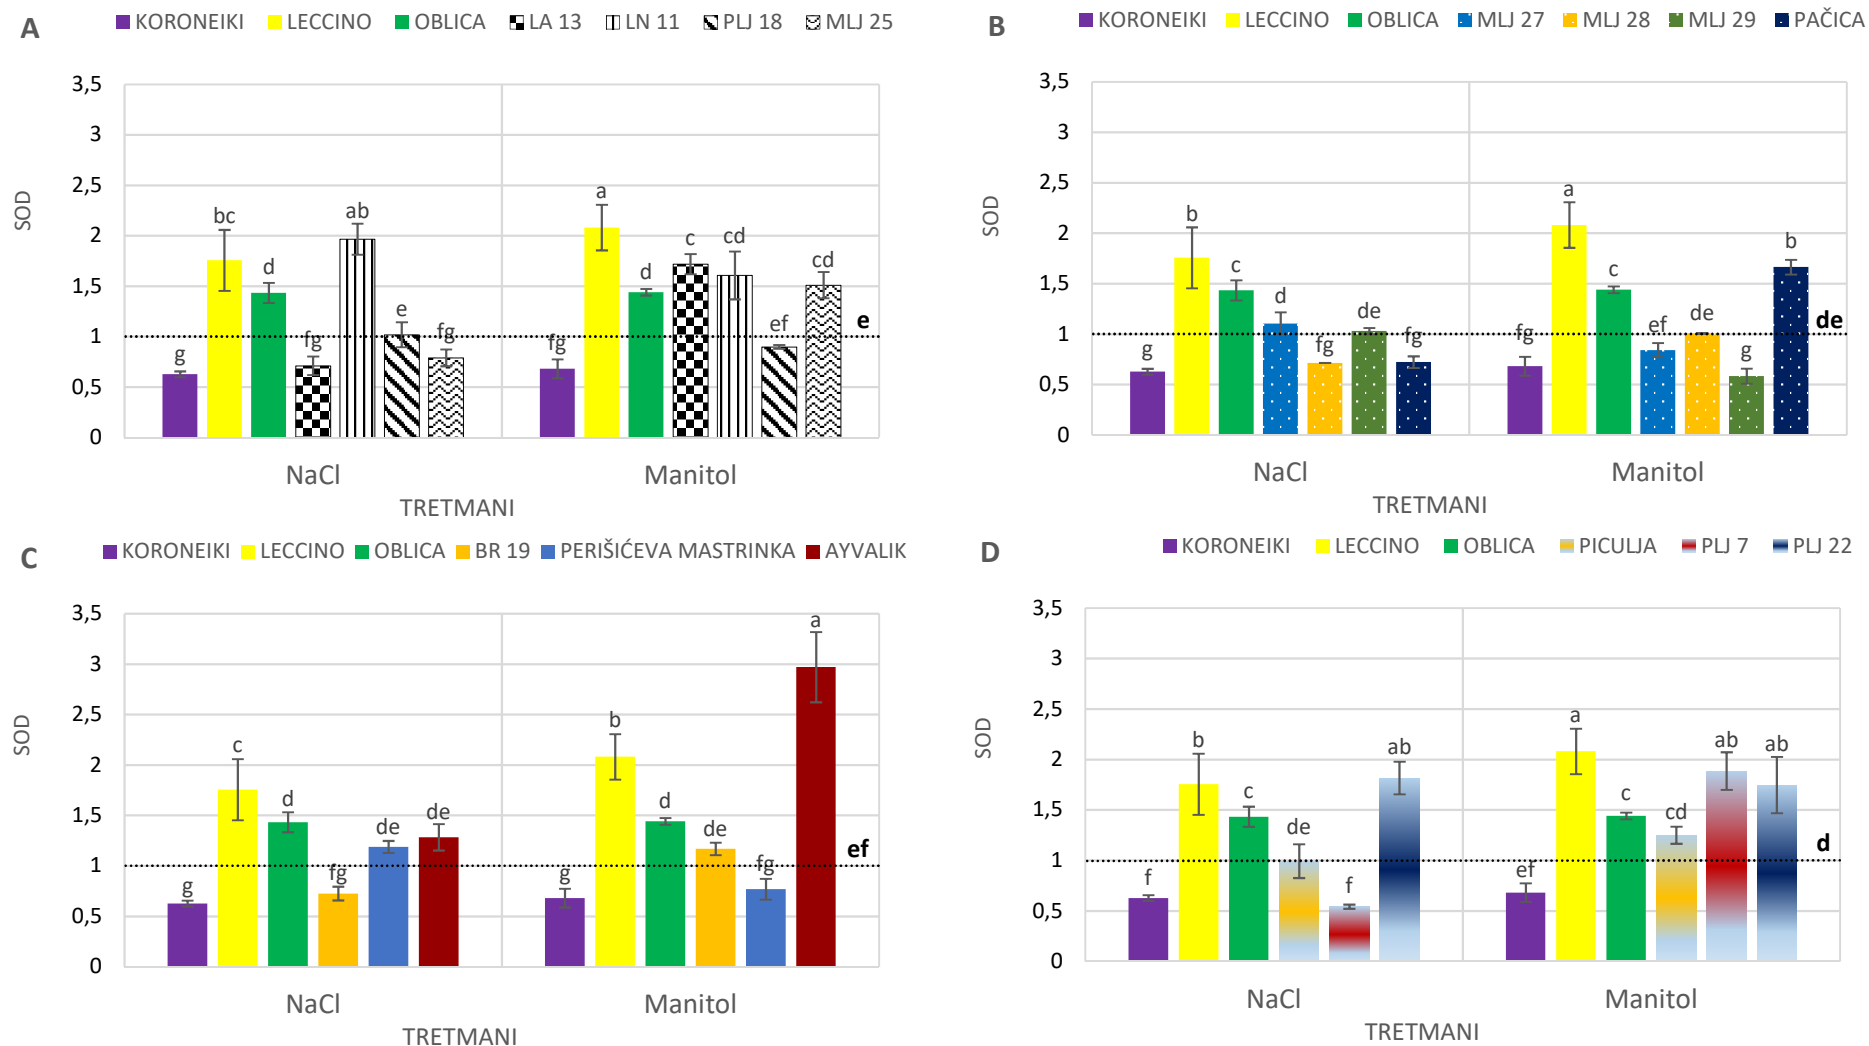 A
KORONEIKI LECCINO OBLICA LA 13 LN 11 PLJ 18 MLJ 25
3,5
3
2,5
2
1,5
1
0,5
0
SOD
g bc d fg ab e fg
fg a d c cd ef cd
e
NaCl Manitol
TRETMANI
B
KORONEIKI LECCINO OBLICA MLJ 27 MLJ 28 MLJ 29 PAČICA
3,5
3
2,5
2
1,5
1
0,5
0
SOD
g b c d fg de fg
fg a c ef de g b
de
NaCl Manitol
TRETMANI
C
KORONEIKI LECCINO OBLICA BR 19 PERIŠIĆEVA MASTRINKA AYVALIK
3,5
3
2,5
2
1,5
1
0,5
0
SOD
g c d fg de de
g b d de fg a
ef
NaCl Manitol
TRETMANI
D
KORONEIKI LECCINO OBLICA PICULJA PLJ 7 PLJ 22
3,5
3
2,5
2
1,5
1
0,5
0
SOD
f b c de f ab
ef a c cd ab ab
d
NaCl Manitol
TRETMANI